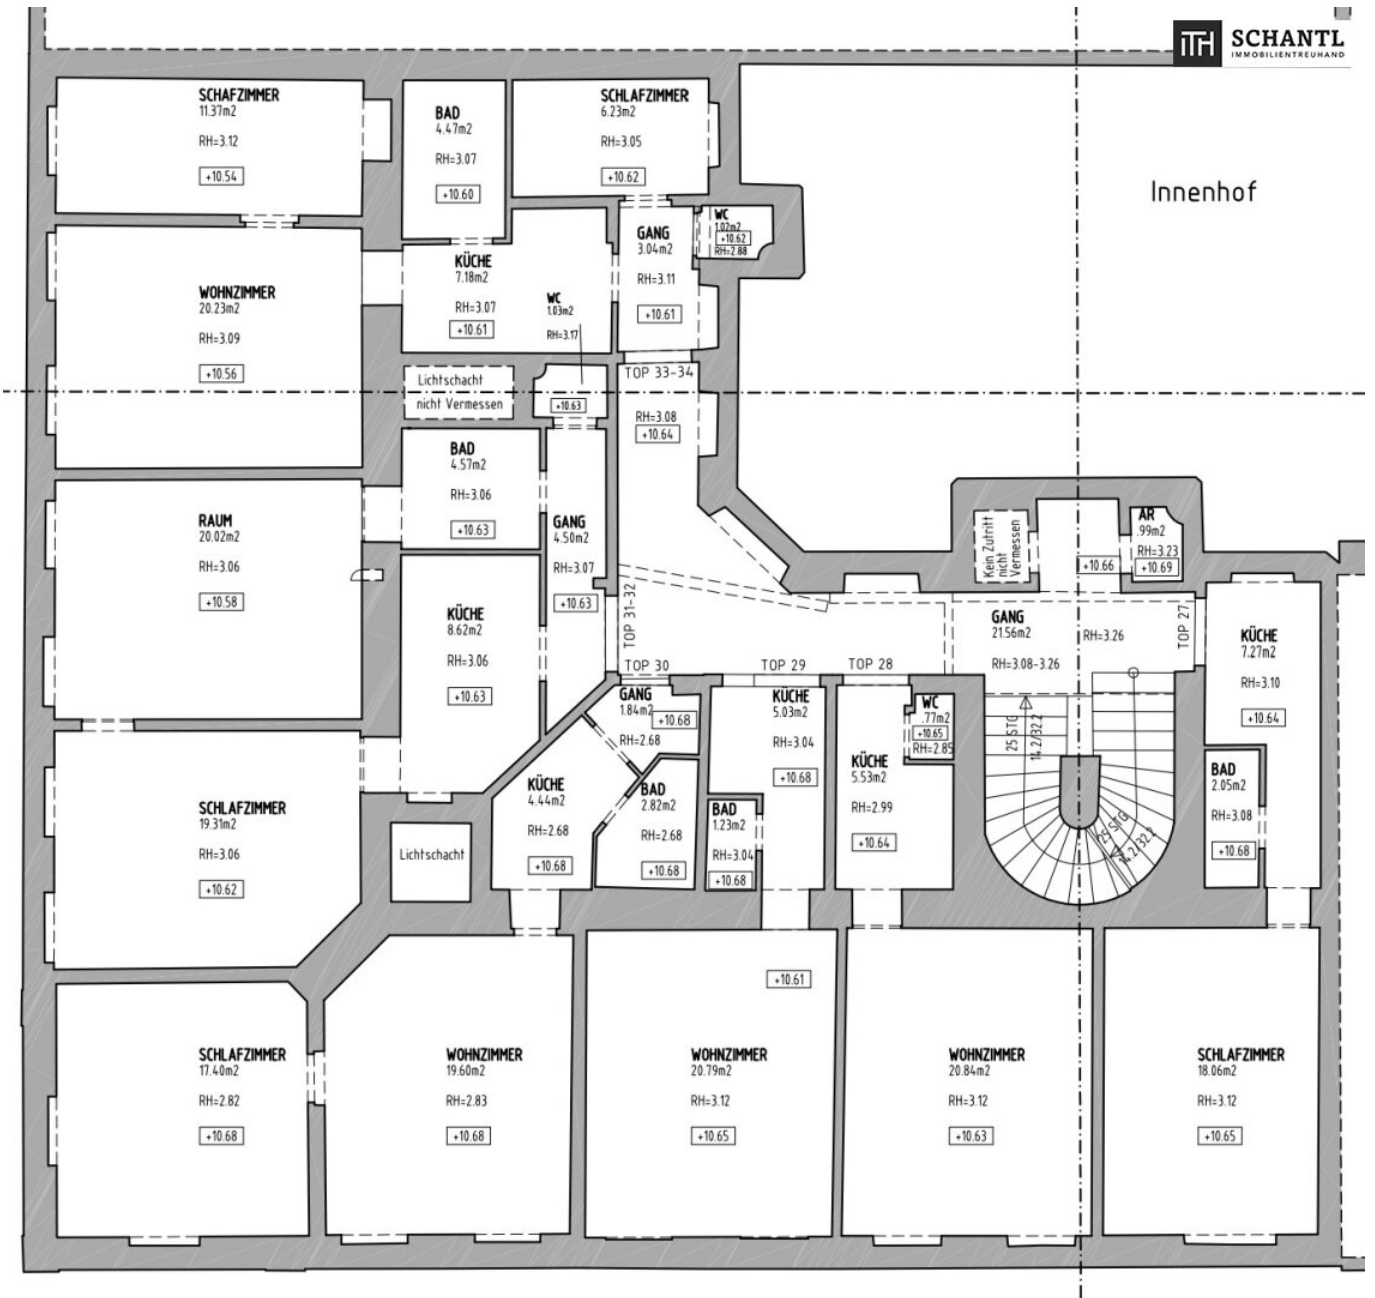 ITH SCHANTL
IMMOBILIENTREUHAND
Innenhof
SCHAFZIMMER
11.37m2
RH=3.12
+10.54
BAD
4.47m2
RH=3.07
+10.60
SCHLAFZIMMER
6.23m2
RH=3.05
+10.62
WC
1.02m2
+10.62
RH=2.88
GANG
3.04m2
RH=3.11
+10.61
KÜCHE
7.18m2
RH=3.07
+10.61
WC
1.03m2
RH=3.17
+10.63
WOHNZIMMER
20.23m2
RH=3.09
+10.56
Lichtschacht
nicht Vermessen
TOP 33-34
RH=3.08
+10.64
BAD
4.57m2
RH=3.06
+10.63
GANG
4.50m2
RH=3.07
+10.63
RAUM
20.02m2
RH=3.06
+10.58
KÜCHE
8.62m2
RH=3.06
+10.63
TOP 31-32
TOP 30
TOP 29
TOP 28
TOP 27
Kein Zutritt
nicht
Vermessen
+10.66
AR
.99m2
RH=3.23
+10.69
GANG
21.56m2
RH=3.08-3.26
RH=3.26
KÜCHE
7.27m2
RH=3.10
+10.64
GANG
1.84m2
+10.68
RH=2.68
KÜCHE
5.03m2
RH=3.04
+10.68
WC
.77m2
+10.65
RH=2.85
25 STG
14.2/32.2
25 STG
14.2/32.2
KÜCHE
5.53m2
RH=2.99
+10.64
BAD
2.05m2
RH=3.08
+10.68
KÜCHE
4.44m2
RH=2.68
+10.68
BAD
2.82m2
RH=2.68
+10.68
BAD
1.23m2
RH=3.04
+10.68
SCHLAFZIMMER
19.31m2
RH=3.06
+10.62
Lichtschacht
+10.61
SCHLAFZIMMER
17.40m2
RH=2.82
+10.68
WOHNZIMMER
19.60m2
RH=2.83
+10.68
WOHNZIMMER
20.79m2
RH=3.12
+10.65
WOHNZIMMER
20.84m2
RH=3.12
+10.63
SCHLAFZIMMER
18.06m2
RH=3.12
+10.65